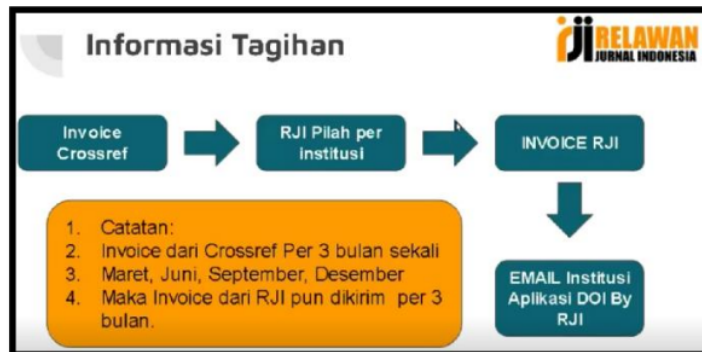 Informasi Tagihan
rji RELAWAN
JURNAL INDONESIA
Invoice
Crossref
RJI Pilah per
institusi
INVOICE RJI
1. Catatan:
2. Invoice dari Crossref Per 3 bulan sekali
3. Maret, Juni, September, Desember
4. Maka Invoice dari RJI pun dikirim per 3
bulan.
EMAIL Institusi
Aplikasi DOI By
RJI